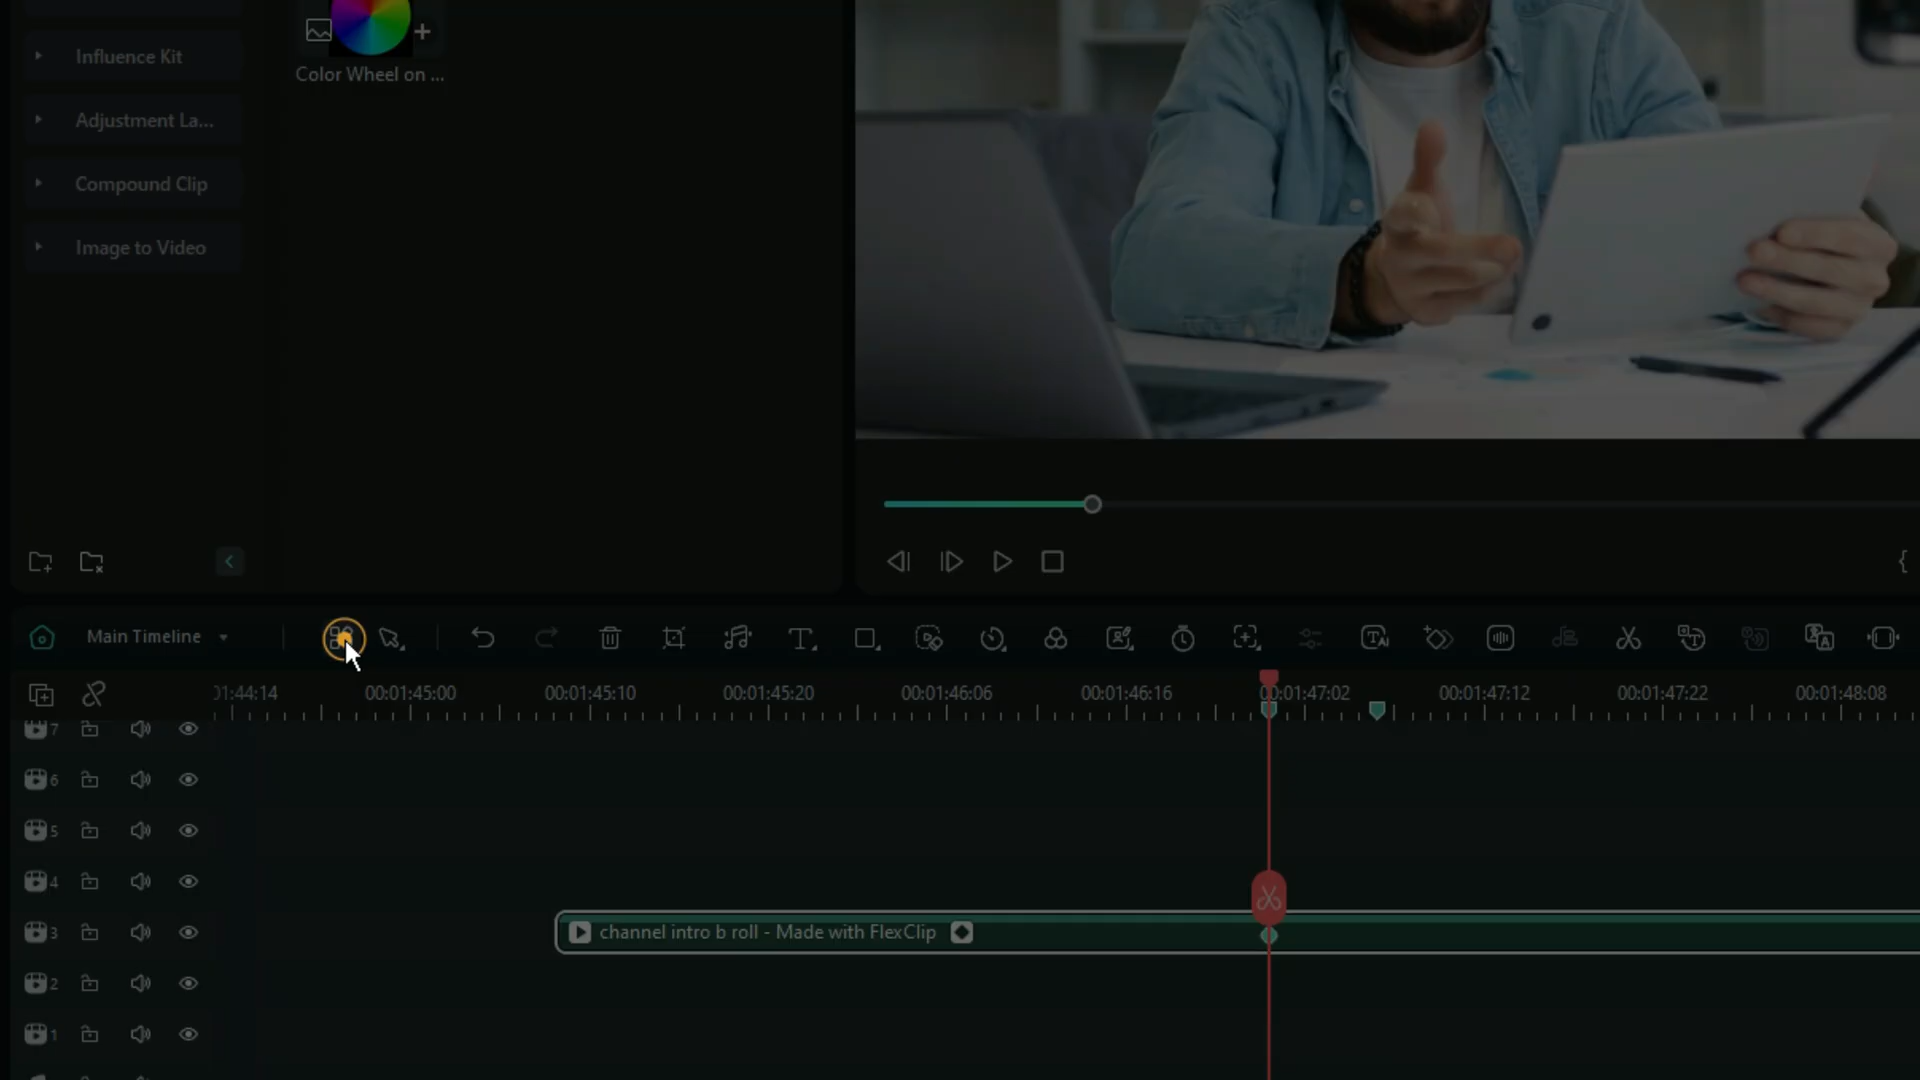 Influence Kit
Color Wheel on ...
Adjustment La...
Compound Clip
Image to Video
Main Timeline
01:44:14
00:01:45:00
00:01:45:10
00:01:45:20
00:01:46:06
00:01:46:16
00:01:47:02
00:01:47:12
00:01:47:22
00:01:48:08
7
6
5
4
3
channel intro b roll - Made with FlexClip
2
1